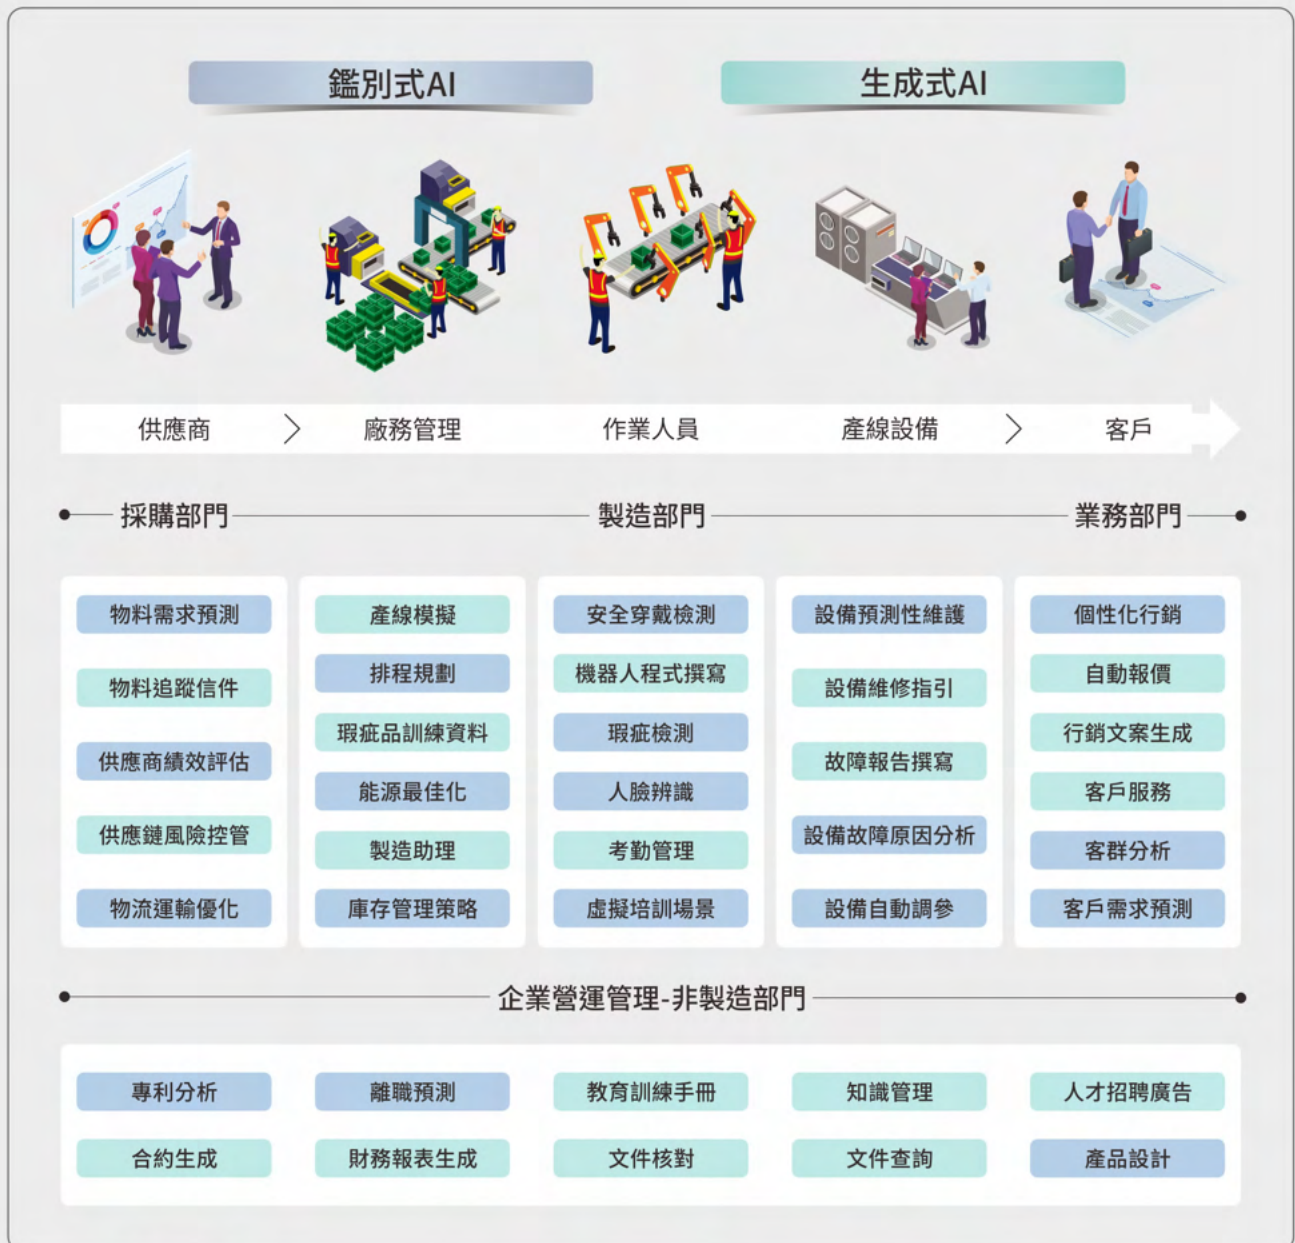 鑑別式AI
生成式AI
供應商
廠務管理
作業人員
產線設備
客戶
採購部門
製造部門
業務部門
物料需求預測
物料追蹤信件
供應商績效評估
供應鏈風險控管
物流運輸優化
產線模擬
排程規劃
瑕疵品訓練資料
能源最佳化
製造助理
庫存管理策略
安全穿戴檢測
機器人程式撰寫
瑕疵檢測
人臉辨識
考勤管理
虛擬培訓場景
設備預測性維護
設備維修指引
故障報告撰寫
設備故障原因分析
設備自動調參
個性化行銷
自動報價
行銷文案生成
客戶服務
客群分析
客戶需求預測
企業營運管理-非製造部門
專利分析
離職預測
教育訓練手冊
知識管理
人才招聘廣告
合約生成
財務報表生成
文件核對
文件查詢
產品設計